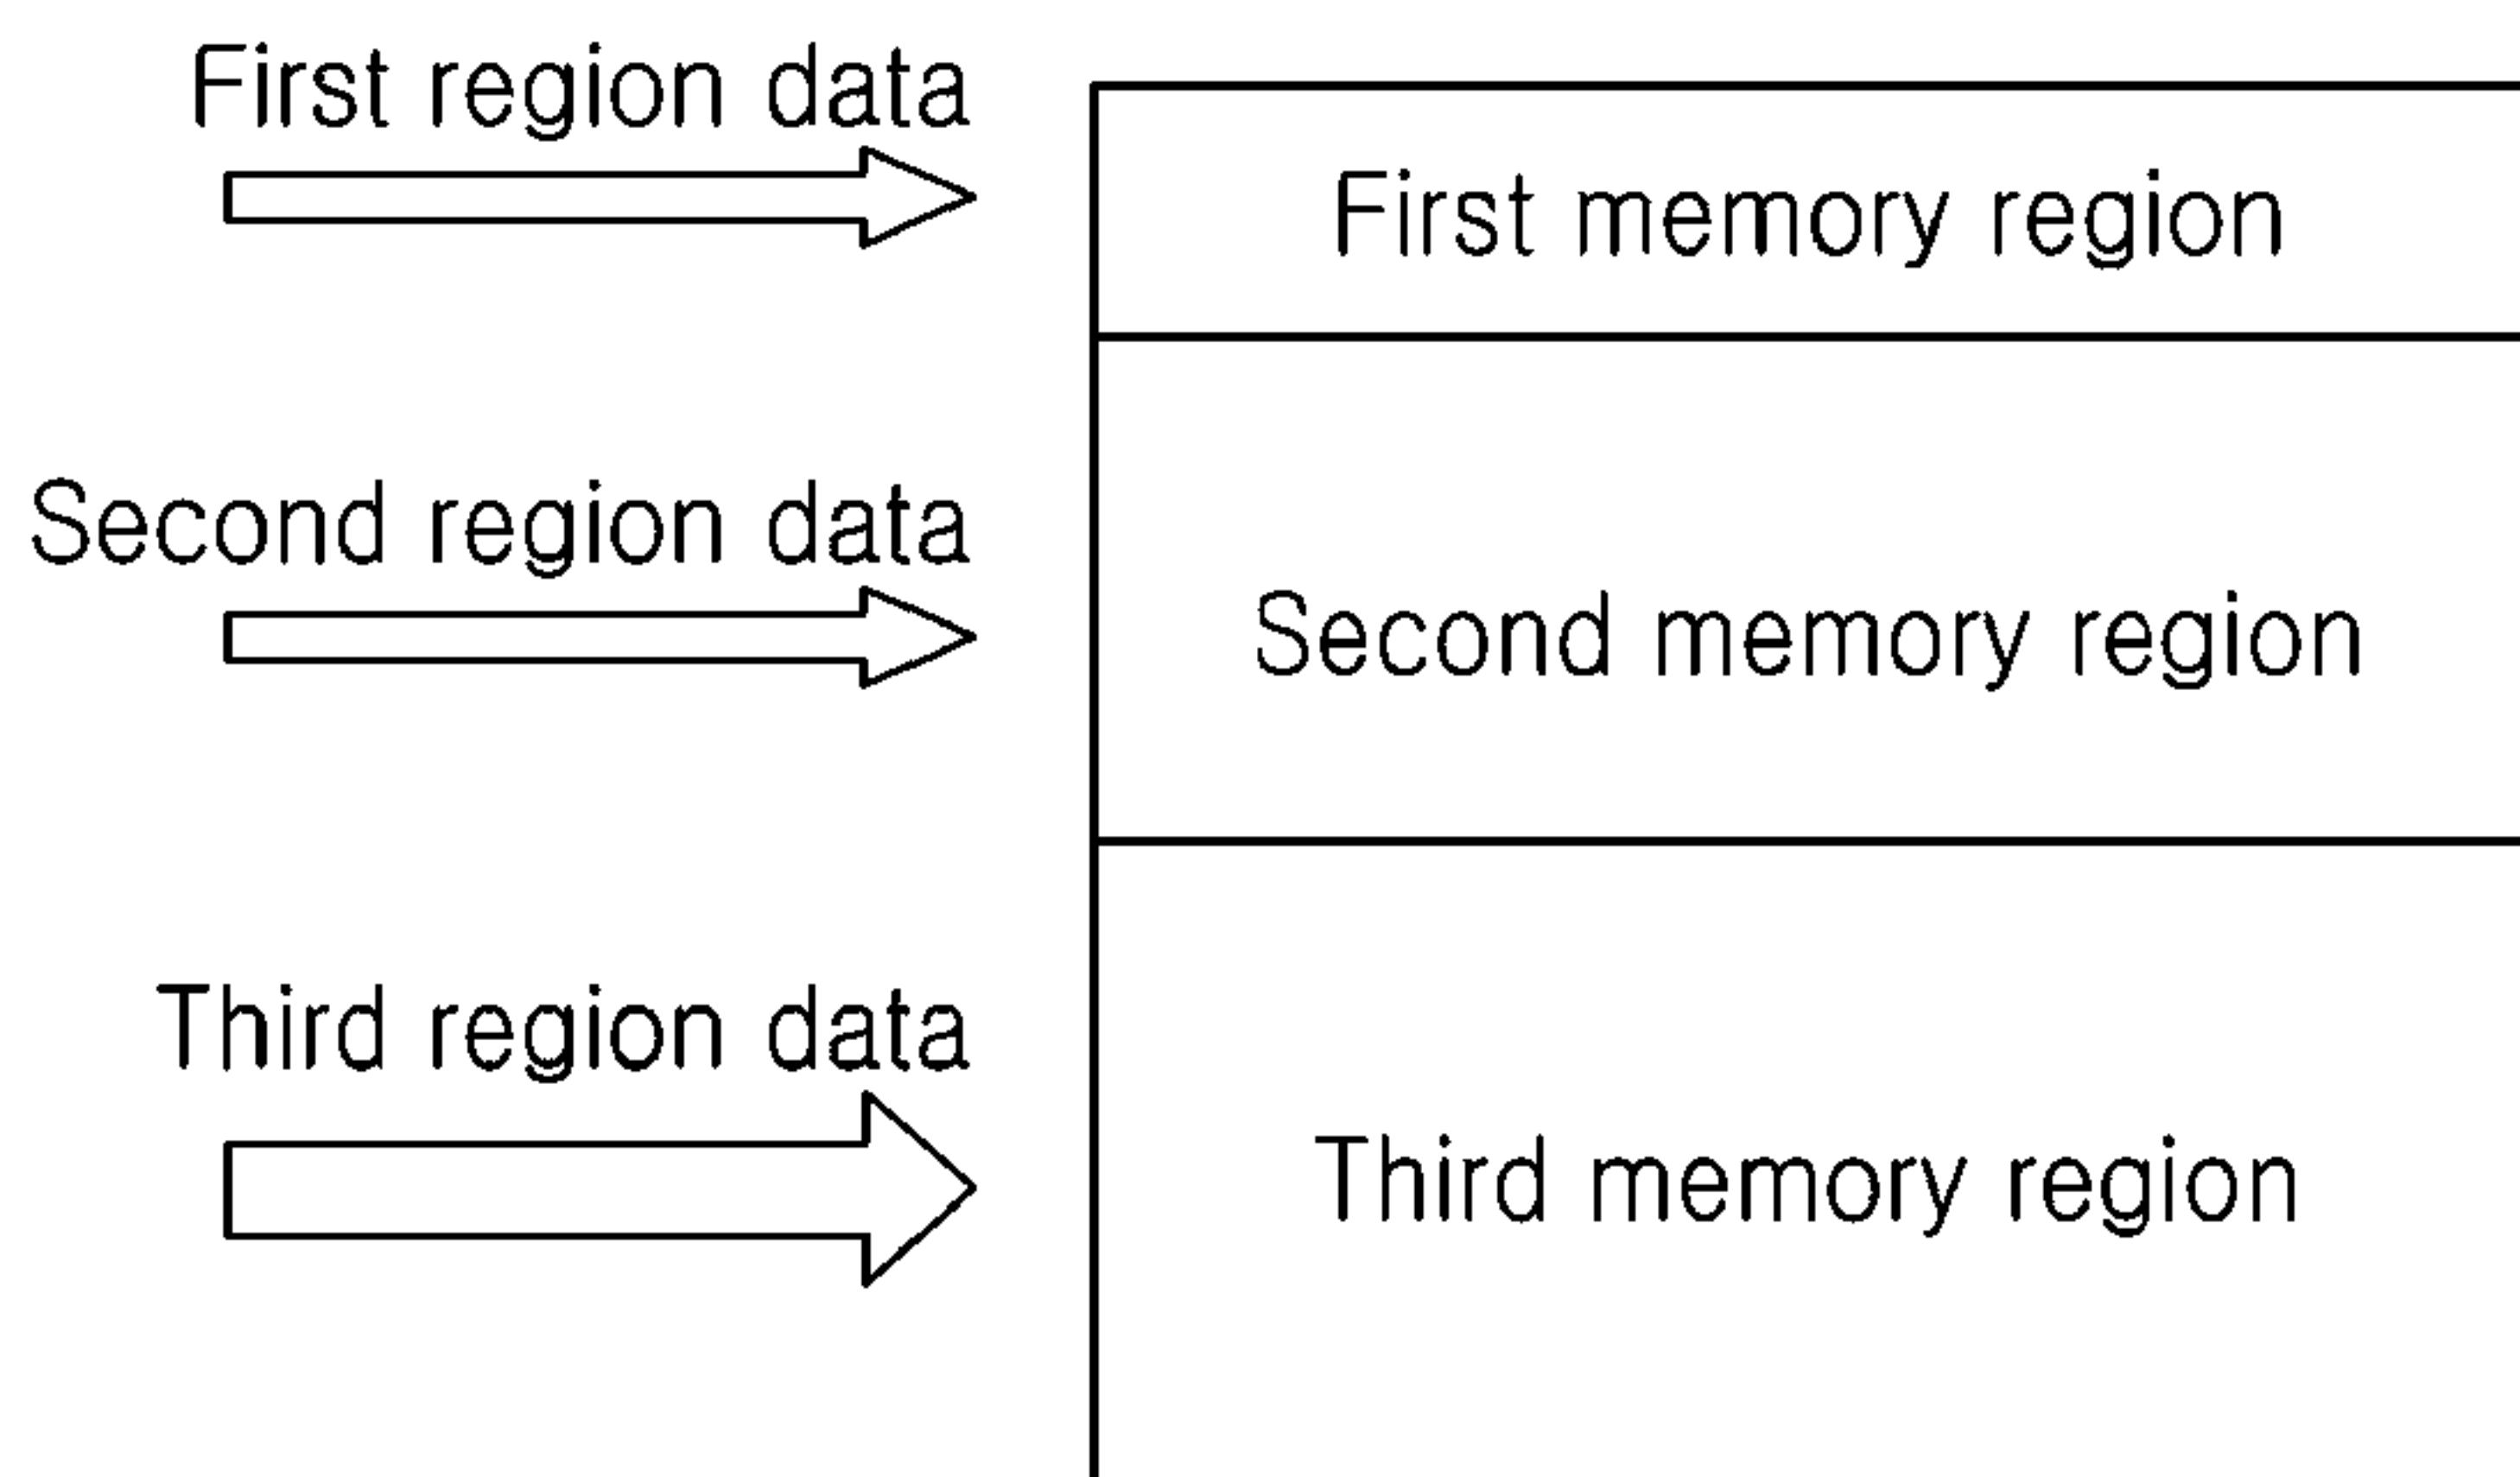 First region data
First memory region
Second region data
Second memory region
Third region data
Third memory region